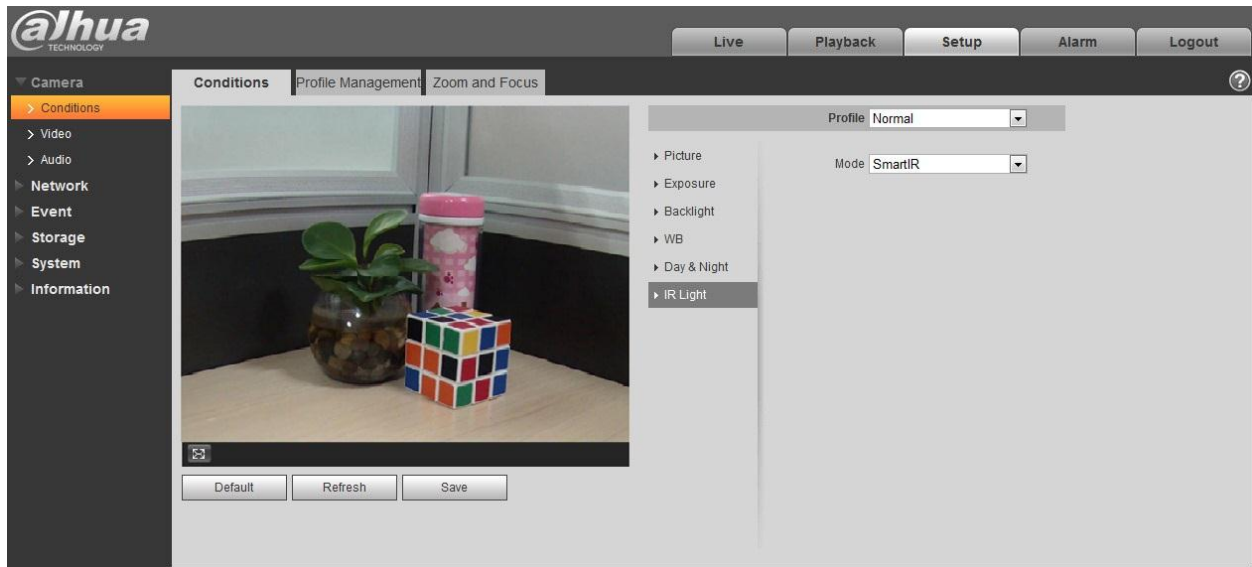 alhua
TECHNOLOGY
Live
Playback
Setup
Alarm
Logout
Camera
Conditions
Video
Audio
Network
Event
Storage
System
Information
Conditions
Profile Management
Zoom and Focus
?
Profile Normal
Picture
Exposure
Backlight
WB
Day & Night
IR Light
Mode SmartIR
Default
Refresh
Save